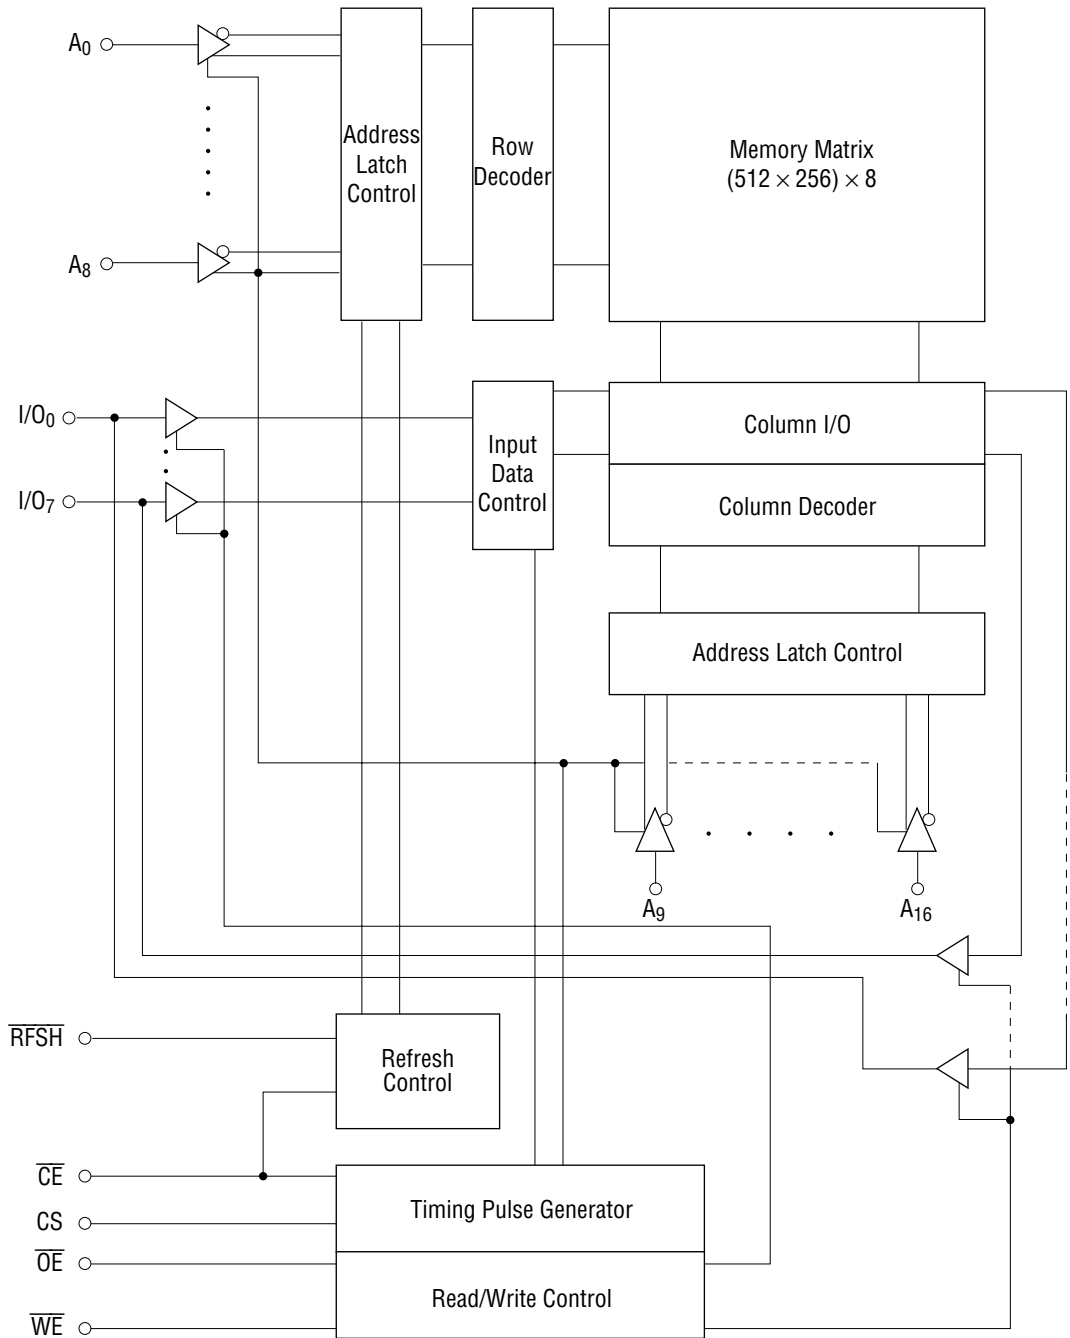 A0
Address
Latch
Control
Row
Decoder
Memory Matrix
(512 × 256) × 8
A8
I/O0
Input
Data
Control
Column I/O
I/O7
Column Decoder
Address Latch Control
A9
A16
RFSH
Refresh
Control
CE
Timing Pulse Generator
CS
OE
Read/Write Control
WE